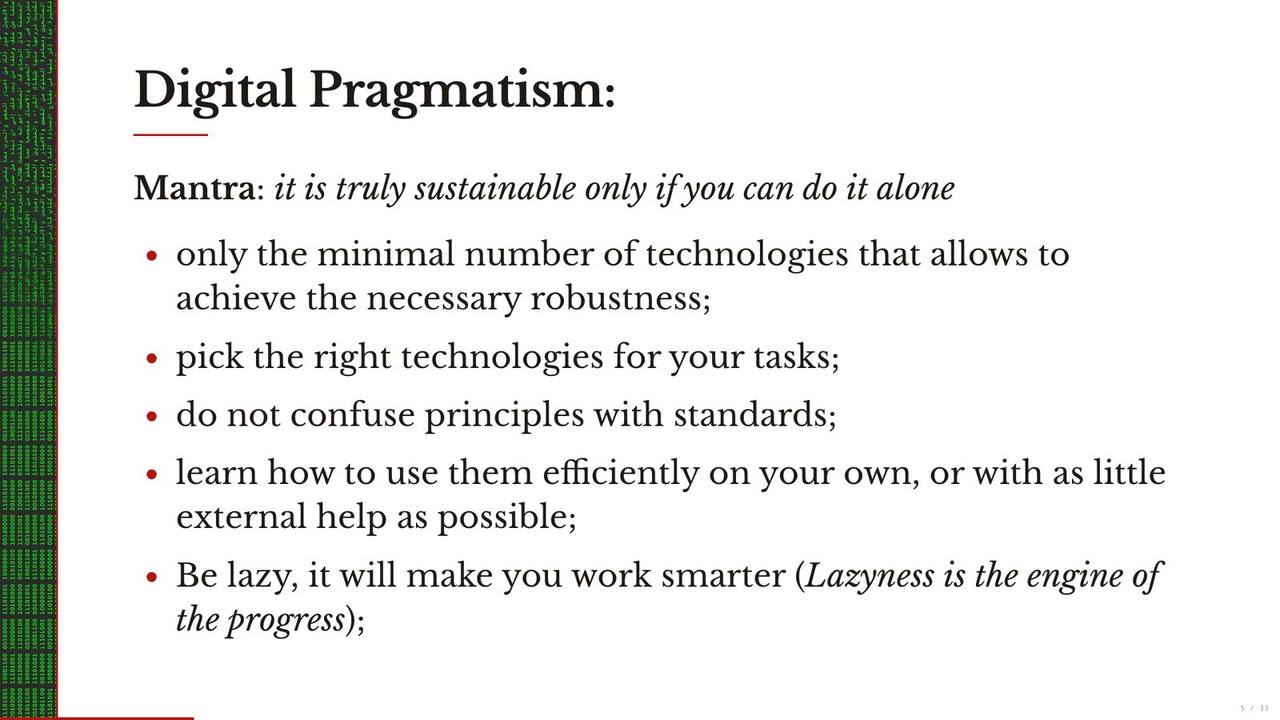 Digital Pragmatism:
Mantra: it is truly sustainable only if you can do it alone
• only the minimal number of technologies that allows to
achieve the necessary robustness;
• pick the right technologies for your tasks;
• do not confuse principles with standards;
• learn how to use them efficiently on your own, or with as little
external help as possible;
• Be lazy, it will make you work smarter (Lazyness is the engine of
the progress);
5 / 33